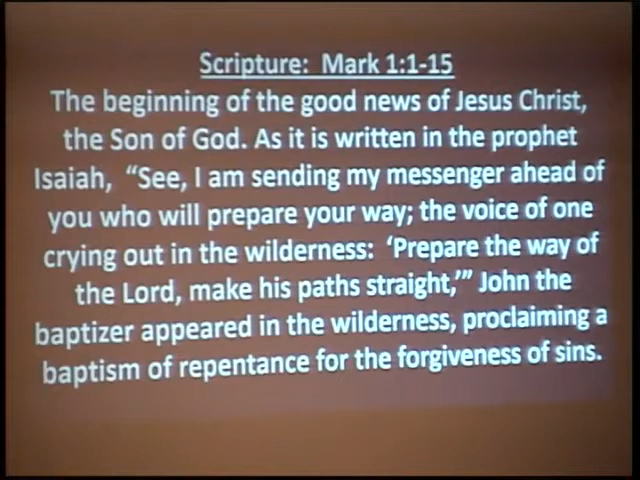 Scripture:  Mark 1:1-15
The beginning of the good news of Jesus Christ,
the Son of God. As it is written in the prophet
Isaiah,  “See, I am sending my messenger ahead of
you who will prepare your way; the voice of one
crying out in the wilderness:  ‘Prepare the way of
the Lord, make his paths straight,’” John the
baptizer appeared in the wilderness, proclaiming a
baptism of repentance for the forgiveness of sins.